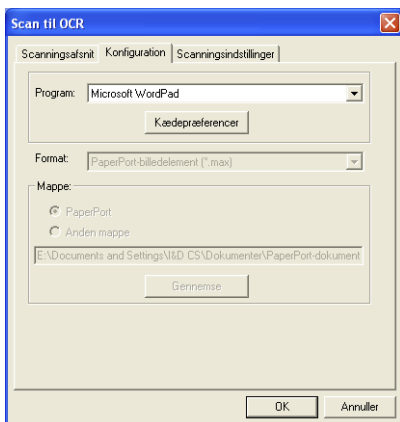 Scan til OCR
Scanningsafsnit Konfiguration Scanningsindstillinger
Program: Microsoft WordPad
Kædepræferencer
Format: PaperPort-billedelement (*.max)
Mappe:
PaperPort
Anden mappe
E:\Documents and Settings\I&D CS\Dokumenter\PaperPort-dokument
Gennemse
OK Annuller